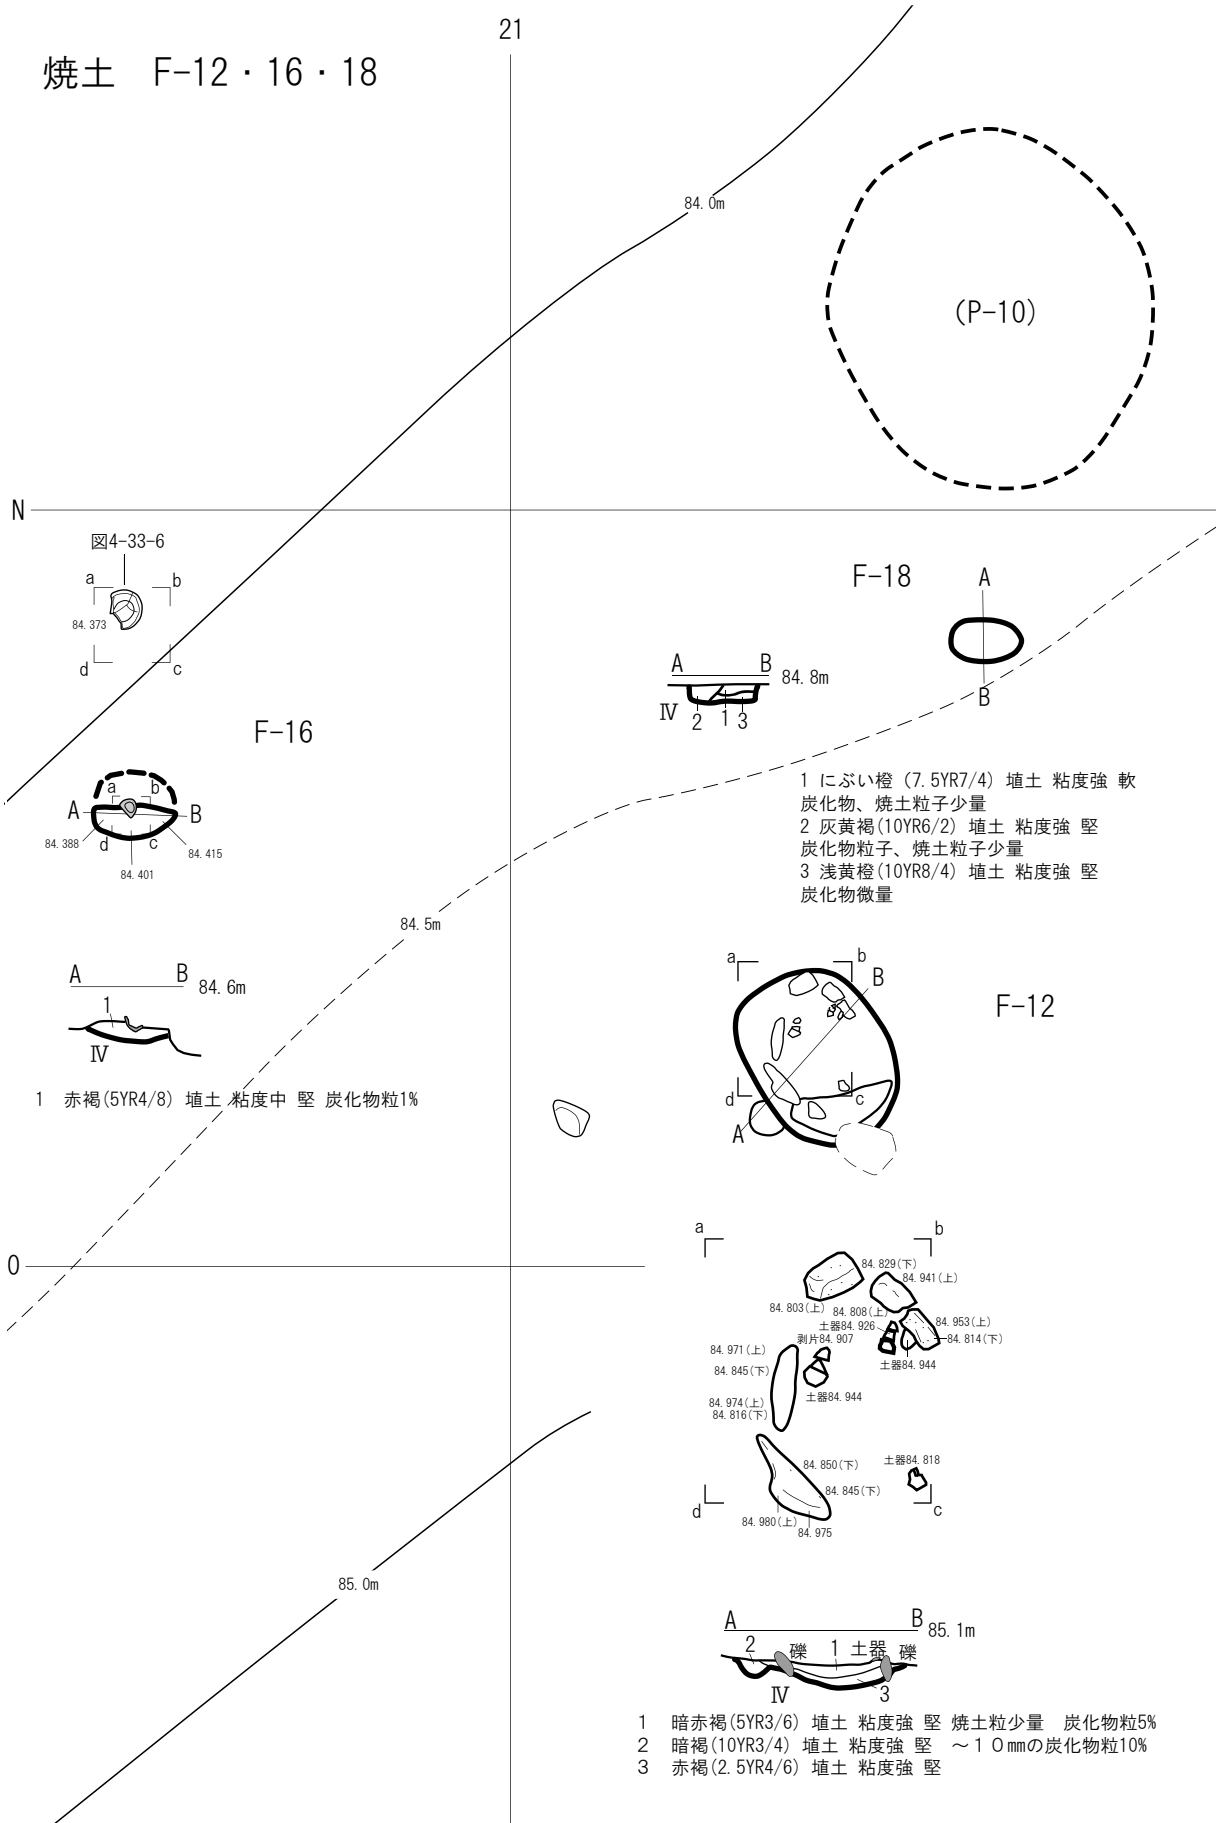 焼土　F-12・16・18
21
84.0m
(P-10)
N
図4-33-6
a
b
84.373
d
c
F-18
A
B
A
B
84.8m
Ⅳ
2
1
3
F-16
a
b
A
B
84.388
d
c
84.415
84.401
1 にぶい橙（7.5YR7/4）埴土 粘度強 軟
炭化物、焼土粒子少量
2 灰黄褐(10YR6/2) 埴土 粘度強 堅
炭化物粒子、焼土粒子少量
3 浅黄橙(10YR8/4) 埴土 粘度強 堅
炭化物微量
84.5m
A
B
84.6m
1
Ⅳ
1　赤褐(5YR4/8) 埴土 粘度中 堅 炭化物粒1%
a
b
B
F-12
d
c
A
O
a
b
84.829(下)
84.941(上)
84.803(上)
84.808(上)
土器84.926
84.953(上)
剥片84.907
84.814(下)
84.971(上)
土器84.944
84.845(下)
土器84.944
84.974(上)
84.816(下)
84.850(下)
土器84.818
84.845(下)
d
c
84.980(上)
84.975
85.0m
A
B
85.1m
2
礫
1
土器
礫
Ⅳ
3
1　暗赤褐(5YR3/6) 埴土 粘度強 堅 焼土粒少量　炭化物粒5%
2　暗褐(10YR3/4) 埴土 粘度強 堅　～１０㎜の炭化物粒10%
3　赤褐(2.5YR4/6) 埴土 粘度強 堅